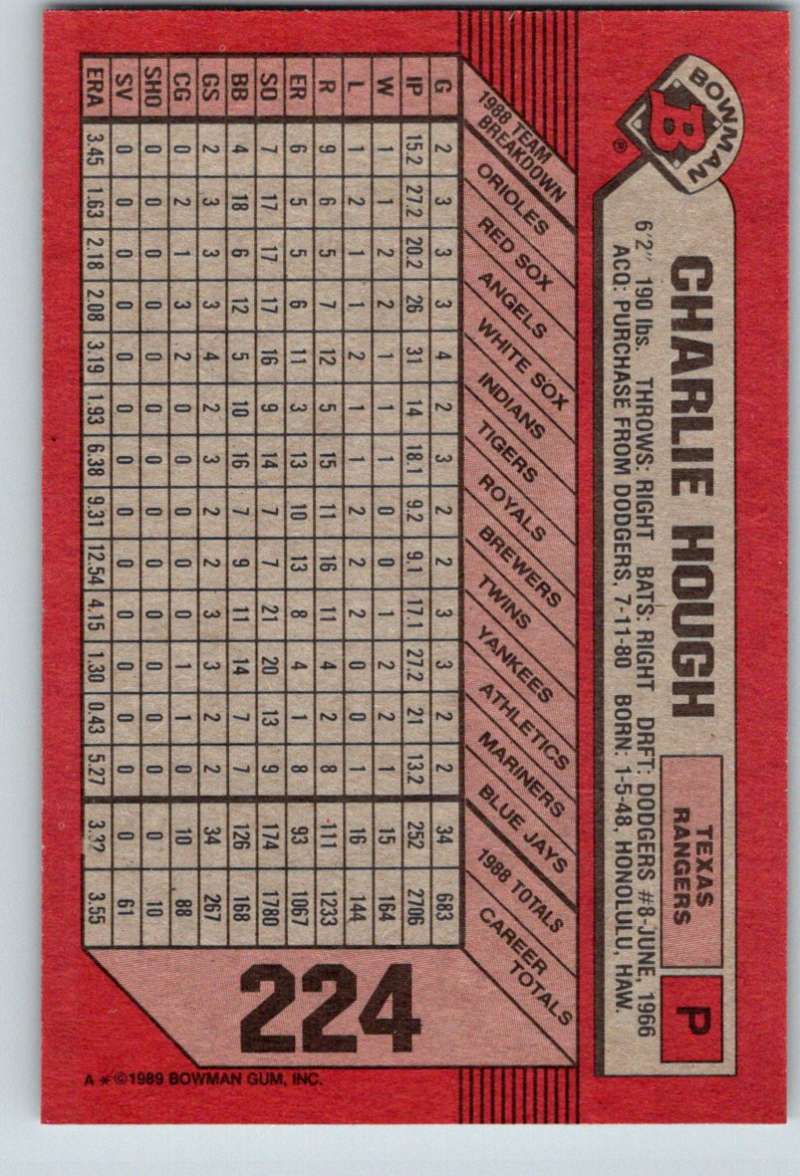 BOWMAN
B
®
CHARLIE HOUGH
TEXAS
RANGERS
P
6'2" 190 lbs. THROWS: RIGHT BATS: RIGHT DRFT: DODGERS #8-JUNE, 1966
ACQ: PURCHASE FROM DODGERS, 7-11-80 BORN: 1-5-48, HONOLULU, HAW.
1988 TEAM
BREAKDOWN
ORIOLES
RED SOX
ANGELS
WHITE SOX
INDIANS
TIGERS
ROYALS
BREWERS
TWINS
YANKEES
ATHLETICS
MARINERS
BLUE JAYS
1988 TOTALS
CAREER
TOTALS
G 2 3 3 3 4 2 3 2 2 3 3 2 2 34 683
IP 15.2 27.2 20.2 26 31 14 18.1 9.2 9.1 17.1 27.2 21 13.2 252 2706
W 1 1 2 2 1 1 1 0 0 1 2 2 1 15 164
L 1 2 1 1 2 1 1 2 2 2 0 0 1 16 144
R 9 6 5 7 12 5 15 11 16 11 4 2 8 111 1233
ER 6 5 5 6 11 3 13 10 13 8 4 1 8 93 1067
SO 7 17 17 17 16 9 14 7 7 21 20 13 9 174 1780
BB 4 18 6 12 5 10 16 7 9 11 14 7 7 126 168
GS 2 3 3 3 4 2 3 2 2 3 3 2 2 34 267
CG 0 2 1 3 2 0 0 0 0 0 1 1 0 10 88
SHO 0 0 0 0 0 0 0 0 0 0 0 0 0 0 10
SV 0 0 0 0 0 0 0 0 0 0 0 0 0 0 61
ERA 3.45 1.63 2.18 2.08 3.19 1.93 6.38 9.31 12.54 4.15 1.30 0.43 5.27 3.32 3.55
224
A *©1989 BOWMAN GUM, INC.